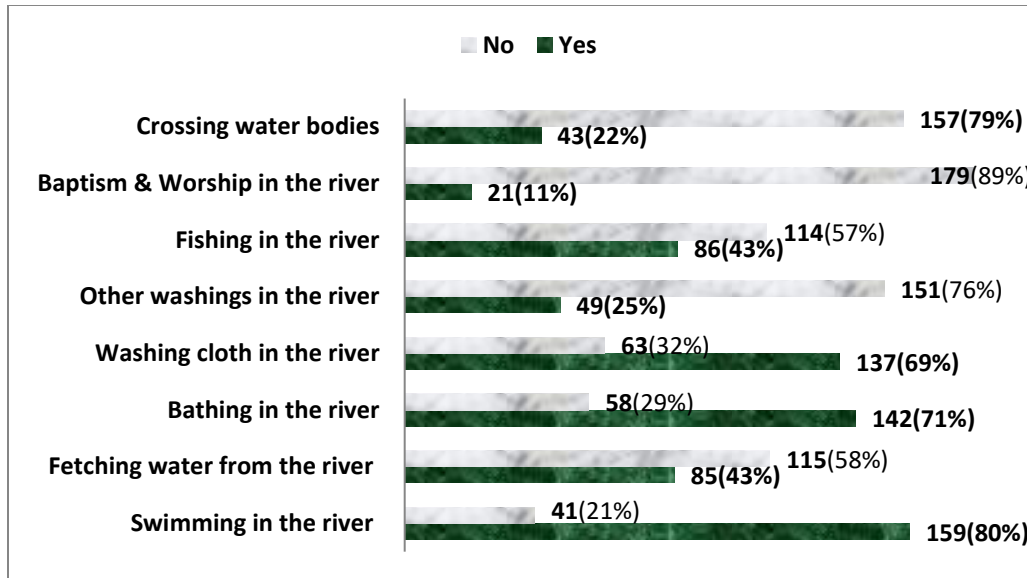 No Yes
Crossing water bodies
157(79%)
43(22%)
Baptism & Worship in the river
179(89%)
21(11%)
Fishing in the river
114(57%)
86(43%)
Other washings in the river
151(76%)
49(25%)
Washing cloth in the river
63(32%)
137(69%)
Bathing in the river
58(29%)
142(71%)
Fetching water from the river
115(58%)
85(43%)
Swimming in the river
41(21%)
159(80%)